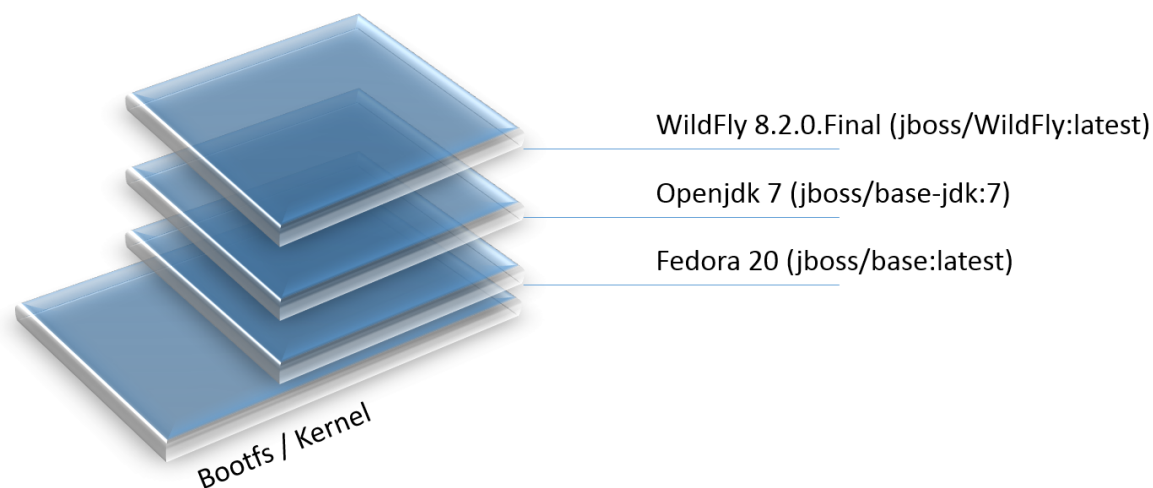 WildFly 8.2.0.Final (jboss/WildFly:latest)
Openjdk 7 (jboss/base-jdk:7)
Fedora 20 (jboss/base:latest)
Bootfs / Kernel